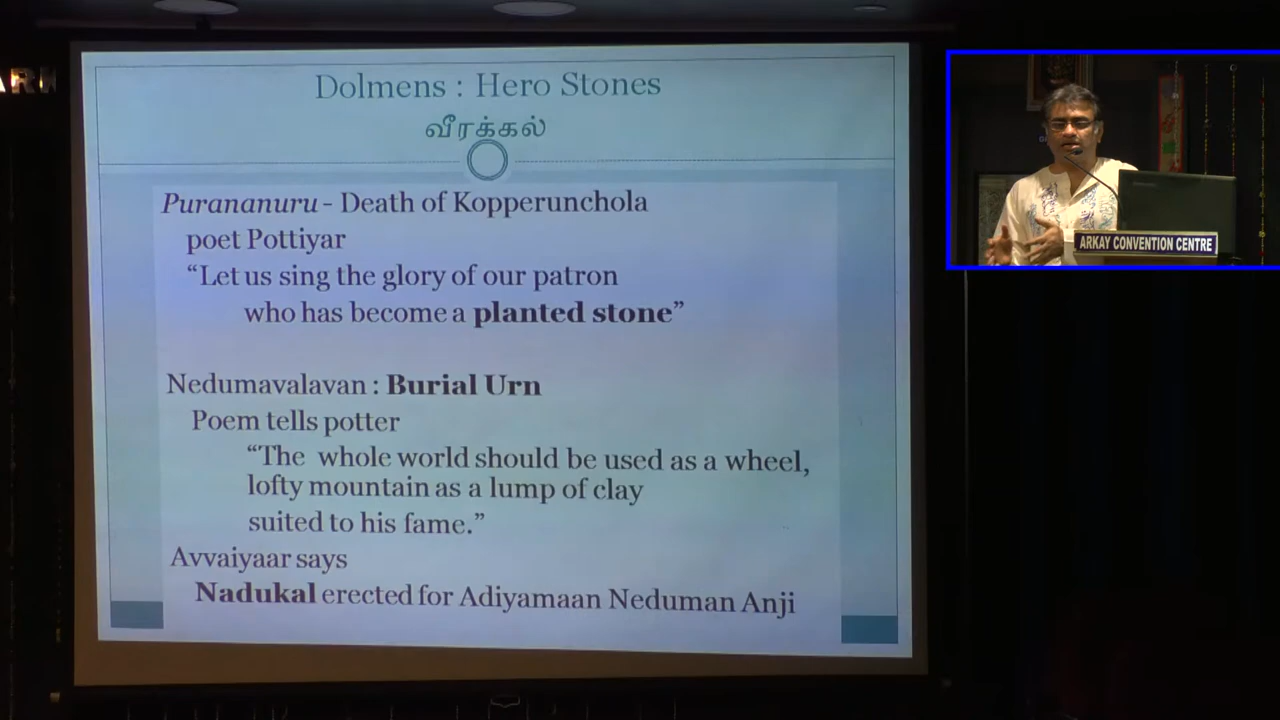 ARK
Dolmens : Hero Stones
வீரக்கல்
Purananuru - Death of Kopperunchola
poet Pottiyar
“Let us sing the glory of our patron
who has become a planted stone”
Nedumavalavan : Burial Urn
Poem tells potter
“The whole world should be used as a wheel,
lofty mountain as a lump of clay
suited to his fame.”
Avvaiyaar says
Nadukal erected for Adiyamaan Neduman Anji
ARKAY CONVENTION CENTRE